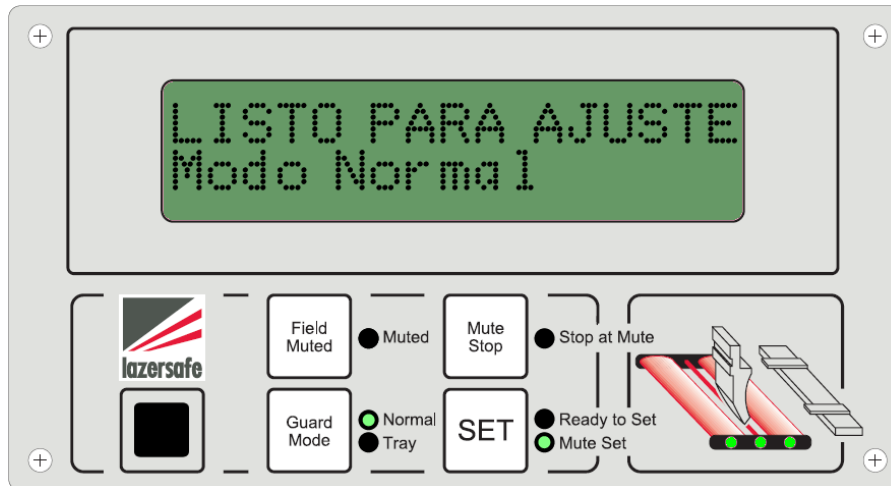 LISTO PARA AJUSTE
Modo Normal
lazersafe
Field
Muted
Muted
Mute
Stop
Stop at Mute
Guard
Mode
Normal
Tray
SET
Ready to Set
Mute Set